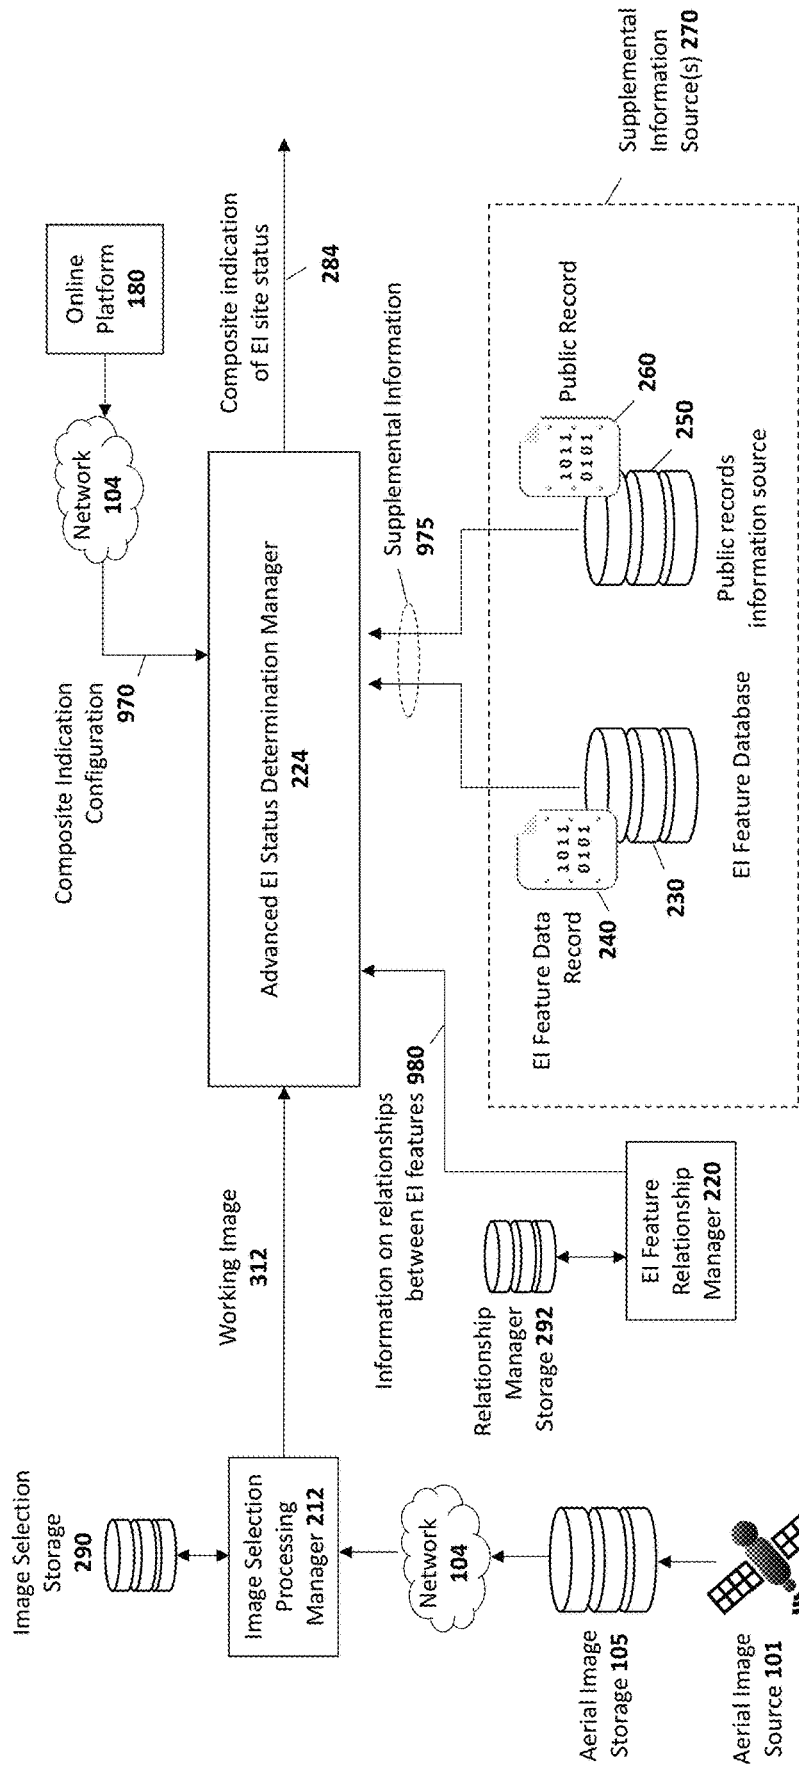 Image Selection
Storage
290
Image Selection
Processing
Manager 212
Network
104
Aerial Image
Storage 105
Aerial Image
Source 101
Working Image
312
Information on relationships
between EI features 980
Relationship
Manager
Storage 292
EI Feature
Relationship
Manager 220
Composite Indication
Configuration
970
Network
104
Online
Platform
180
Advanced EI Status Determination Manager
224
Composite indication
of EI site status
284
Supplemental Information
975
EI Feature Data
Record
240
1011
0101
230
EI Feature Database
Public Record
260
1011
0101
250
Public records
information source
Supplemental
Information
Source(s) 270